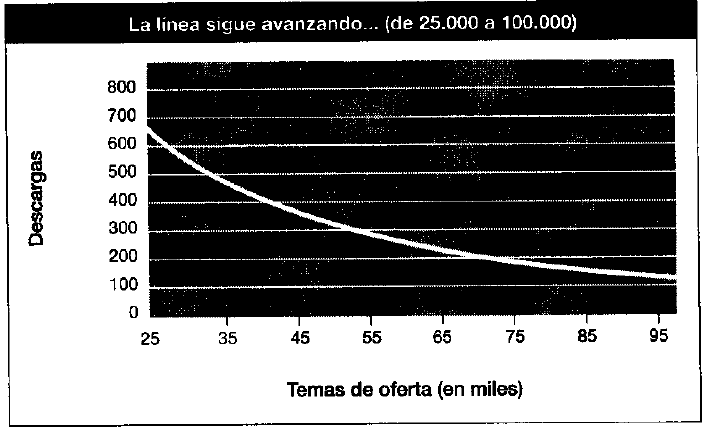 La línea sigue avanzando... (de 25.000 a 100.000)
800
700
600
500
400
300
200
100
0
Descargas
25 35 45 55 65 75 85 95
Temas de oferta (en miles)